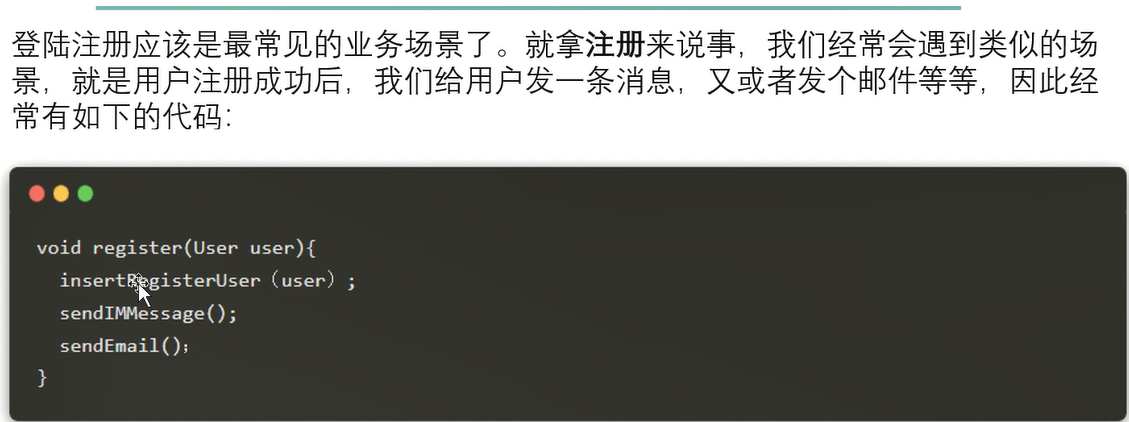 登陆注册应该是最常见的业务场景了。就拿注册来说事，我们经常会遇到类似的场
景，就是用户注册成功后，我们给用户发一条消息，又或者发个邮件等等，因此经
常有如下的代码：
void register(User user){
insertRegisterUser（user）;
sendIMMessage();
sendEmail()；
}